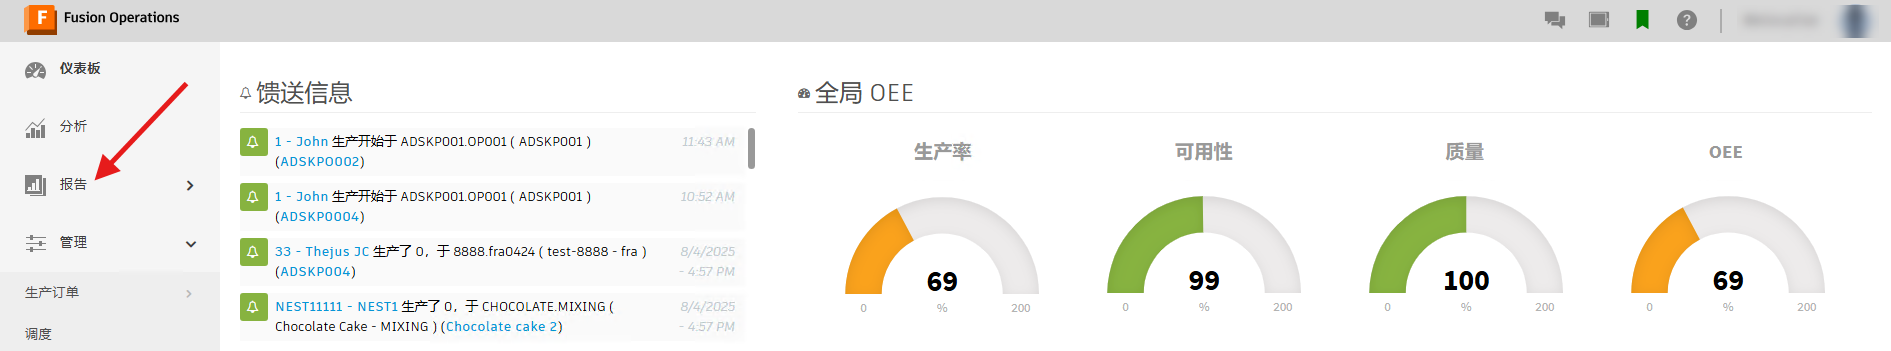 F Fusion Operations
仪表板
分析
报告
管理
生产订单
调度
馈送信息
1 - John 生产开始于 ADSKP001.OP001 ( ADSKP001 )
(ADSKP0002)
11:43 AM
1 - John 生产开始于 ADSKP001.OP001 ( ADSKP001 )
(ADSKP0004)
10:52 AM
33 - Thejus JC 生产了 0，于 8888.fra0424 ( test-8888 - fra )
(ADSKP004)
8/4/2025
- 4:57 PM
NEST11111 - NEST1 生产了 0，于 CHOCOLATE.MIXING (
Chocolate Cake - MIXING ) (Chocolate cake 2)
8/4/2025
- 4:57 PM
全局 OEE
生产率
69
0 % 200
可用性
99
0 % 200
质量
100
0 % 200
OEE
69
0 % 200